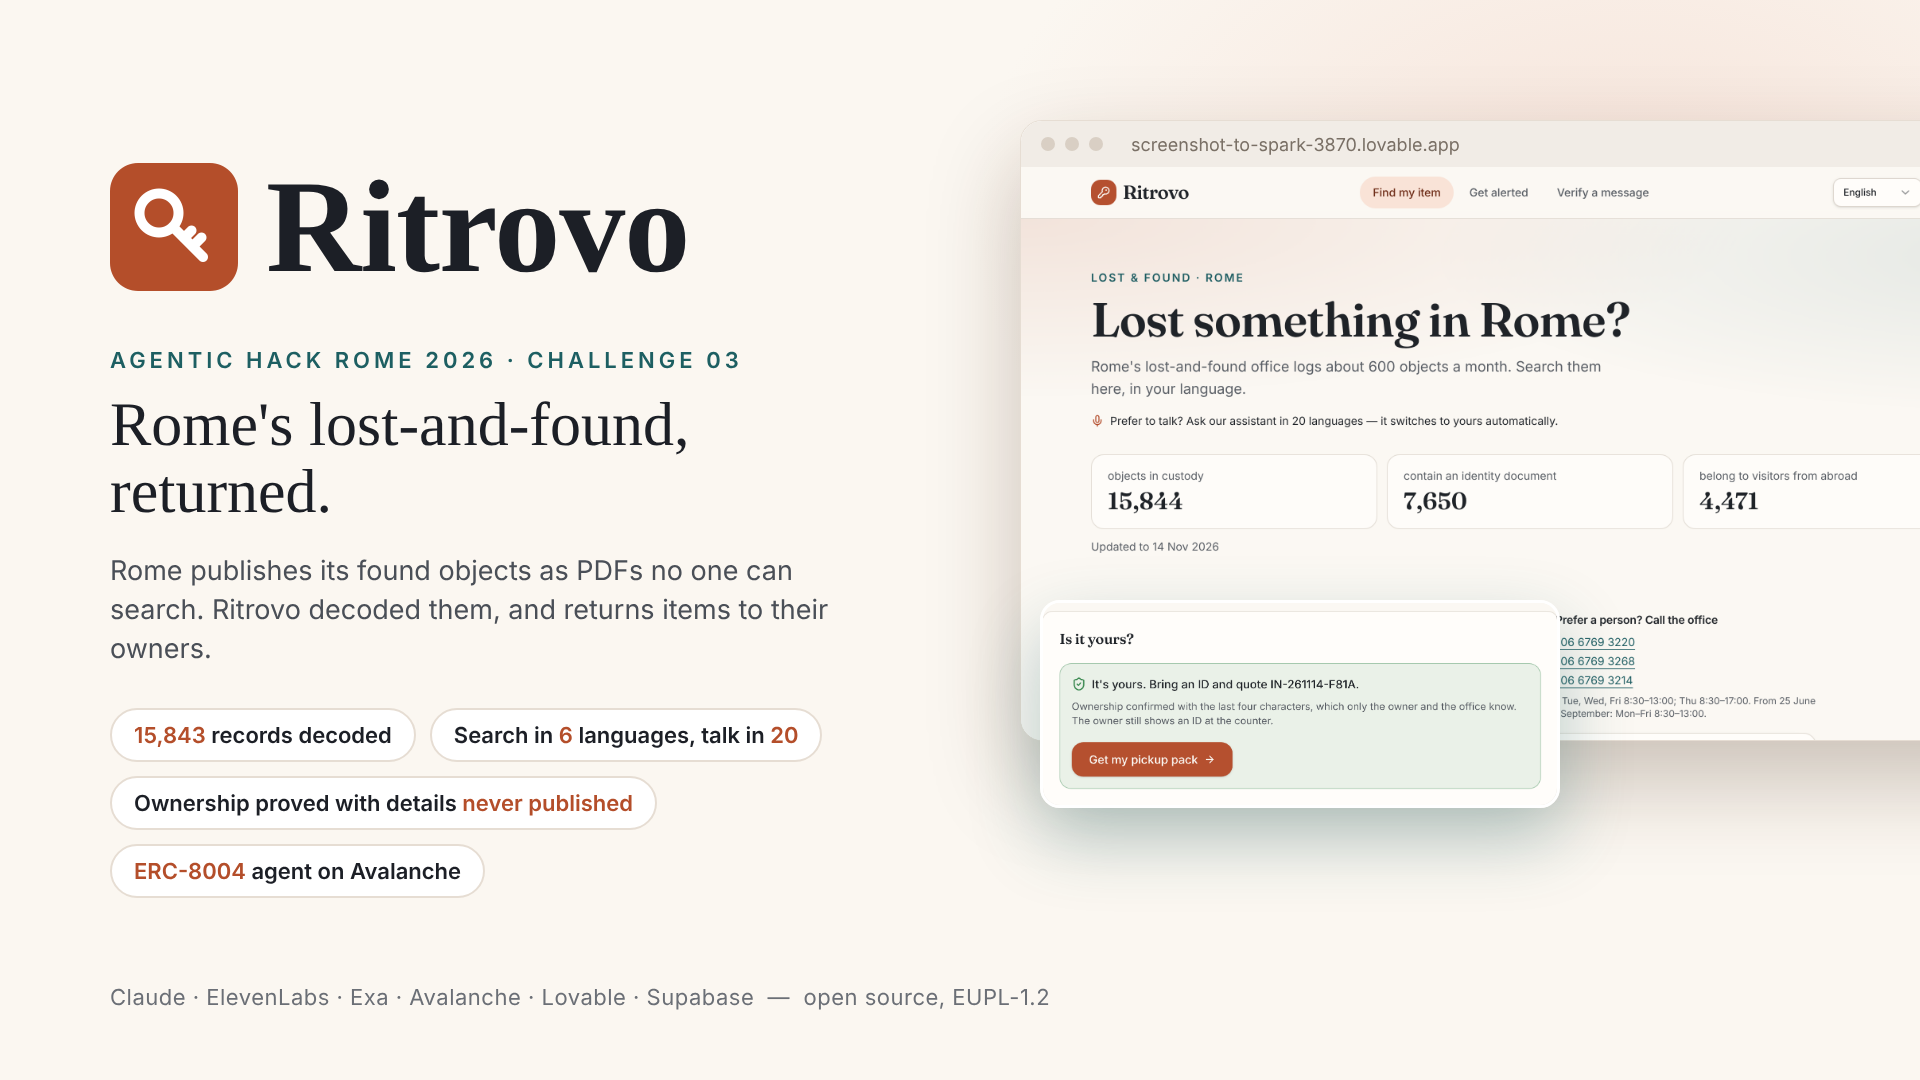 Ritrovo
AGENTIC HACK ROME 2026 · CHALLENGE 03
Rome's lost-and-found,
returned.
Rome publishes its found objects as PDFs no one can
search. Ritrovo decoded them, and returns items to their
owners.
15,843 records decoded
Search in 6 languages, talk in 20
Ownership proved with details never published
ERC-8004 agent on Avalanche
Claude · ElevenLabs · Exa · Avalanche · Lovable · Supabase — open source, EUPL-1.2
screenshot-to-spark-3870.lovable.app
Ritrovo
Find my item
Get alerted
Verify a message
English
LOST & FOUND · ROME
Lost something in Rome?
Rome's lost-and-found office logs about 600 objects a month. Search them
here, in your language.
Prefer to talk? Ask our assistant in 20 languages — it switches to yours automatically.
objects in custody
15,844
contain an identity document
7,650
belong to visitors from abroad
4,471
Updated to 14 Nov 2026
Is it yours?
It's yours. Bring an ID and quote IN-261114-F81A.
Ownership confirmed with the last four characters, which only the owner and the office know.
The owner still shows an ID at the counter.
Get my pickup pack →
Prefer a person? Call the office
06 6769 3220
06 6769 3268
06 6769 3214
Tue, Wed, Fri 8:30–13:00; Thu 8:30–17:00. From 25 June
September: Mon–Fri 8:30–13:00.